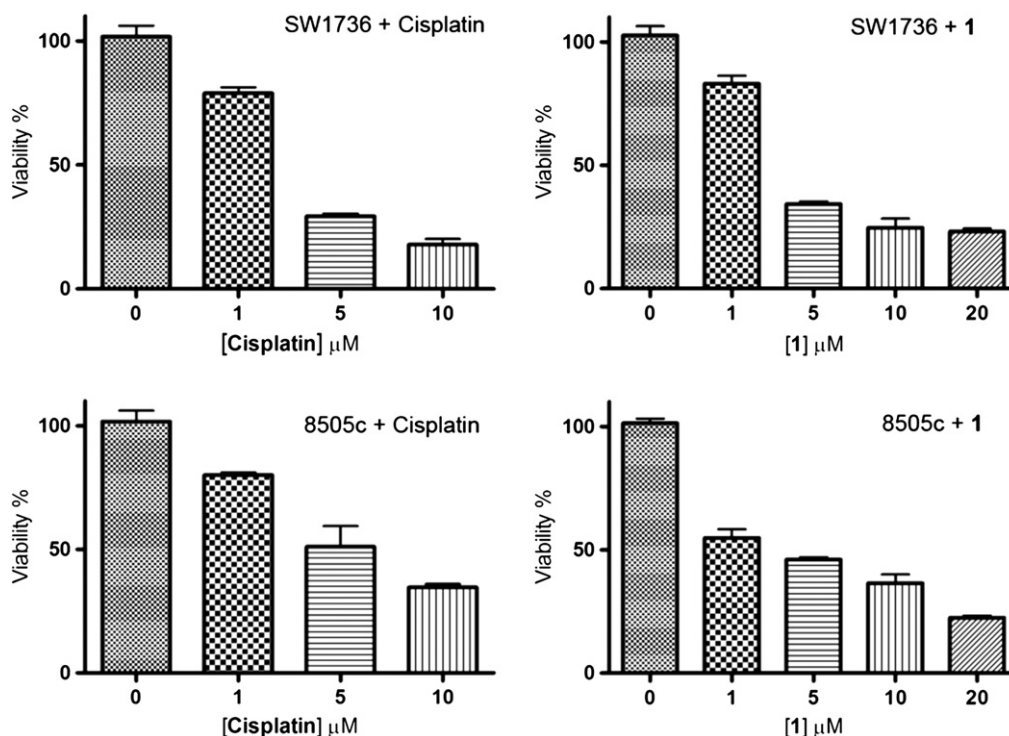 SW1736 + Cisplatin
100
50
0
Viability %
0 1 5 10
[Cisplatin] μM
SW1736 + 1
100
50
0
Viability %
0 1 5 10 20
[1] μM
8505c + Cisplatin
100
50
0
Viability %
0 1 5 10
[Cisplatin] μM
8505c + 1
100
50
0
Viability %
0 1 5 10 20
[1] μM